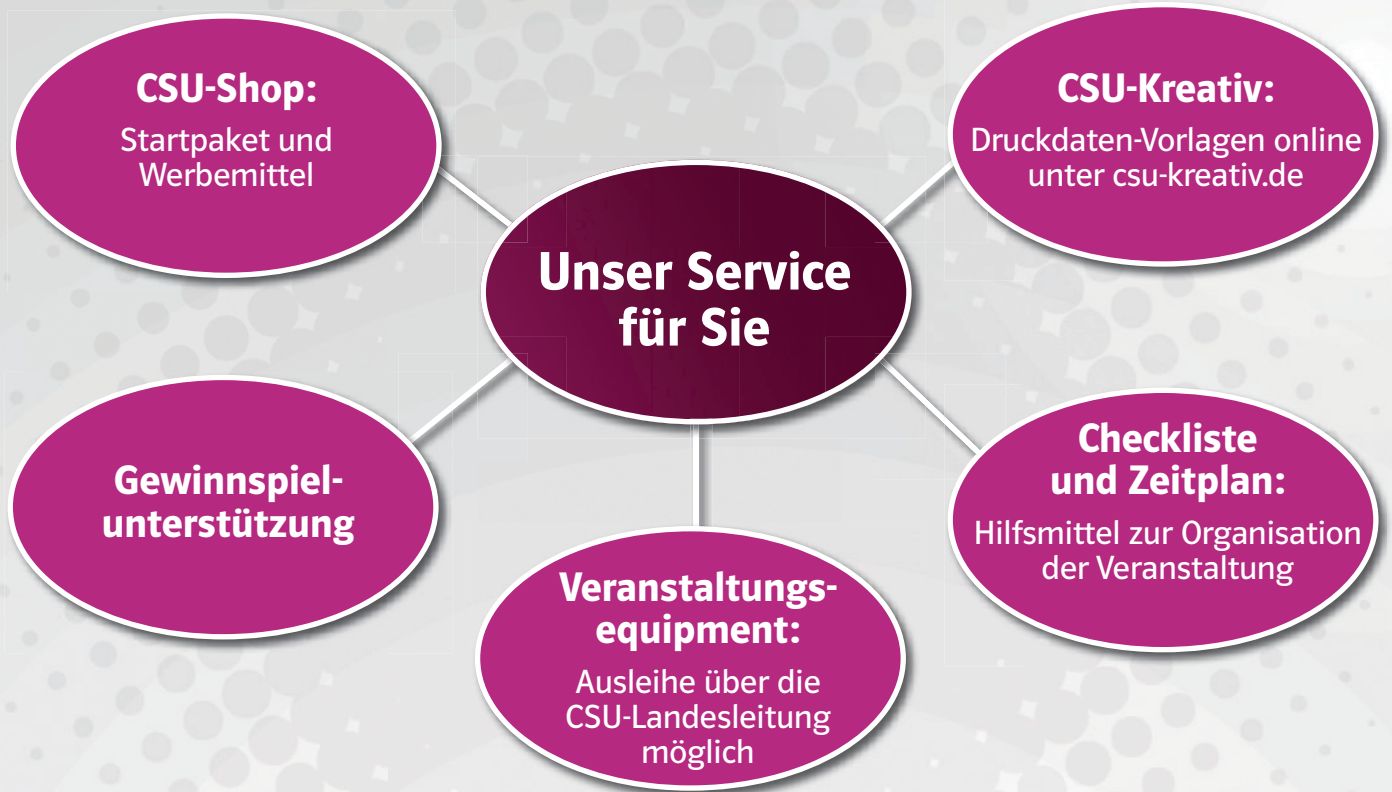 CSU-Shop:
Startpaket und
Werbemittel
CSU-Kreativ:
Druckdaten-Vorlagen online
unter csu-kreativ.de
Unser Service
für Sie
Gewinnspiel-
unterstützung
Veranstaltungs-
equipment:
Ausleihe über die
CSU-Landesleitung
möglich
Checkliste
und Zeitplan:
Hilfsmittel zur Organisation
der Veranstaltung